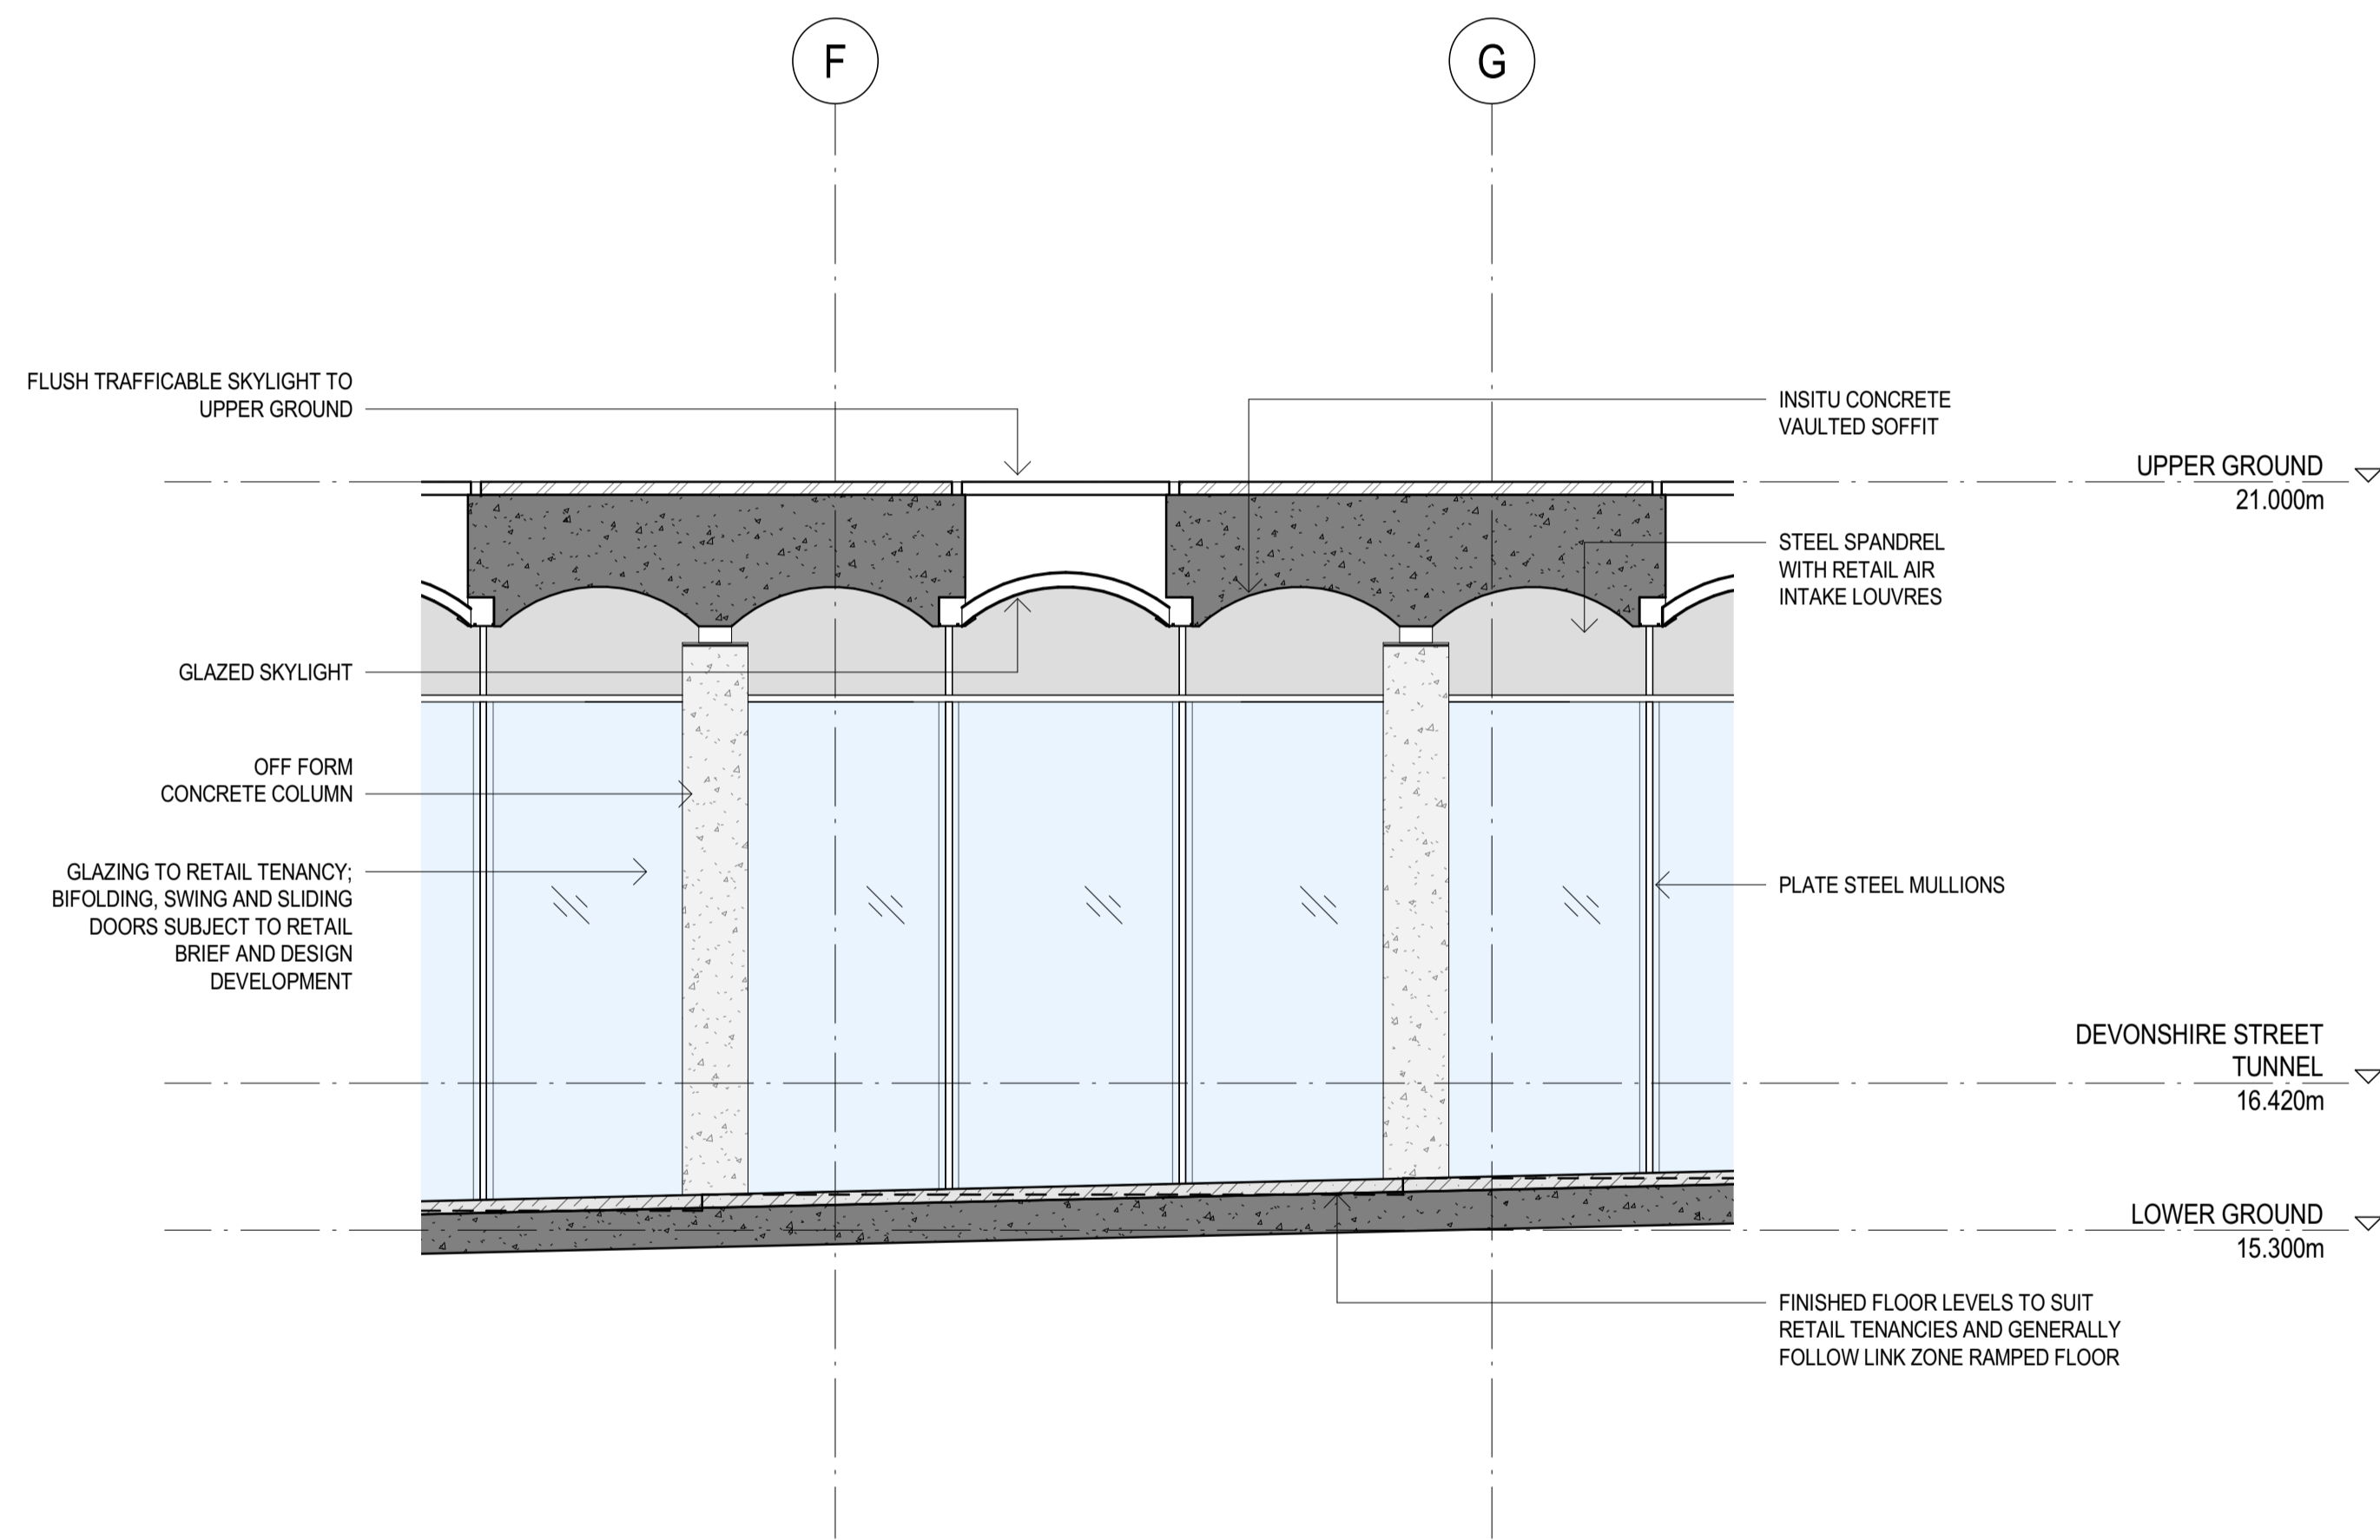 F
G
FLUSH TRAFFICABLE SKYLIGHT TO
UPPER GROUND
INSITU CONCRETE
VAULTED SOFFIT
UPPER GROUND
21.000m
STEEL SPANDREL
WITH RETAIL AIR
INTAKE LOUVRES
GLAZED SKYLIGHT
OFF FORM
CONCRETE COLUMN
GLAZING TO RETAIL TENANCY;
BIFOLDING, SWING AND SLIDING
DOORS SUBJECT TO RETAIL
BRIEF AND DESIGN
DEVELOPMENT
PLATE STEEL MULLIONS
DEVONSHIRE STREET
TUNNEL
16.420m
LOWER GROUND
15.300m
FINISHED FLOOR LEVELS TO SUIT
RETAIL TENANCIES AND GENERALLY
FOLLOW LINK ZONE RAMPED FLOOR